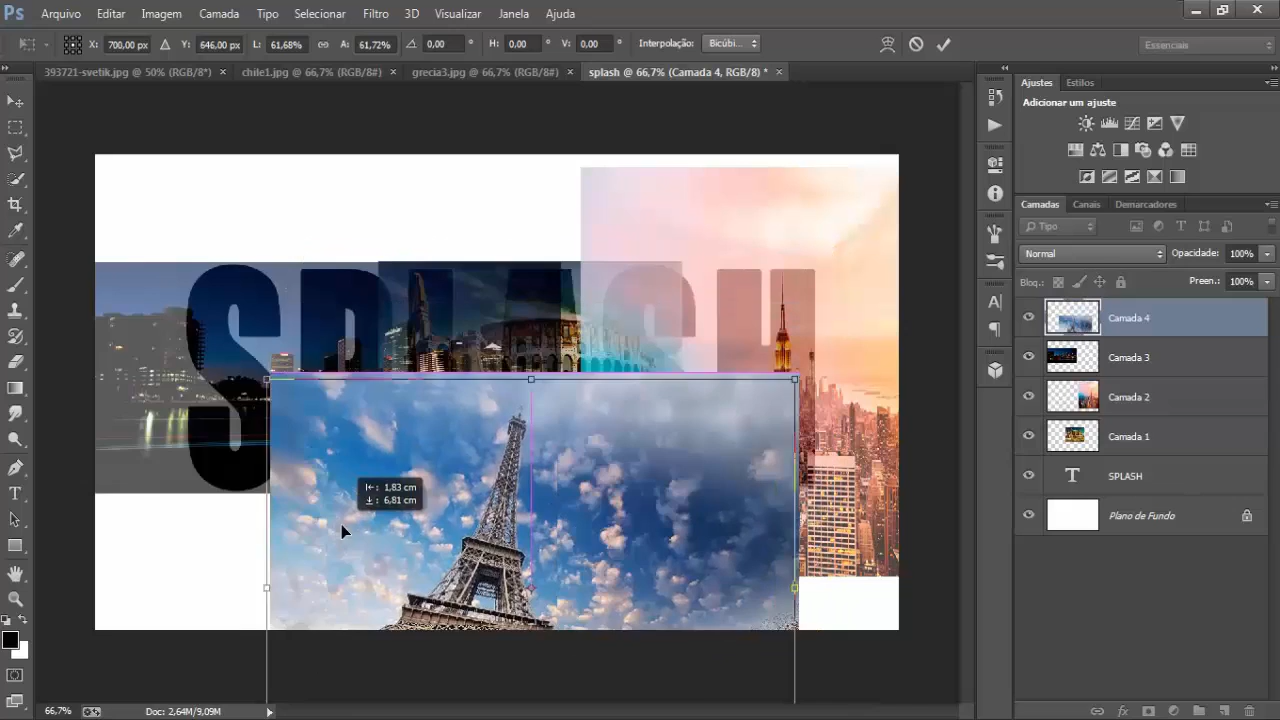 Ps Arquivo Editar Imagem Camada Tipo Selecionar Filtro 3D Visualizar Janela Ajuda
X: 700,00 px Y: 646,00 px L: 61,68% A: 61,72% 0,00 ° H: 0,00 ° V: 0,00 ° Interpolação: Bicúbi... Essenciais
393721-svetik.jpg @ 50% (RGB/8*) × chile1.jpg @ 66,7% (RGB/8#) × grecia3.jpg @ 66,7% (RGB/8#) × splash @ 66,7% (Camada 4, RGB/8) * ×
Ajustes Estilos
Adicionar um ajuste
Camadas Canais Demarcadores
Tipo
Normal Opacidade: 100%
Bloq.: Preen.: 100%
Camada 4
Camada 3
Camada 2
Camada 1
T SPLASH
Plano de Fundo
SPLASH
1,83 cm
6,81 cm
66,7% Doc: 2,64M/9,09M